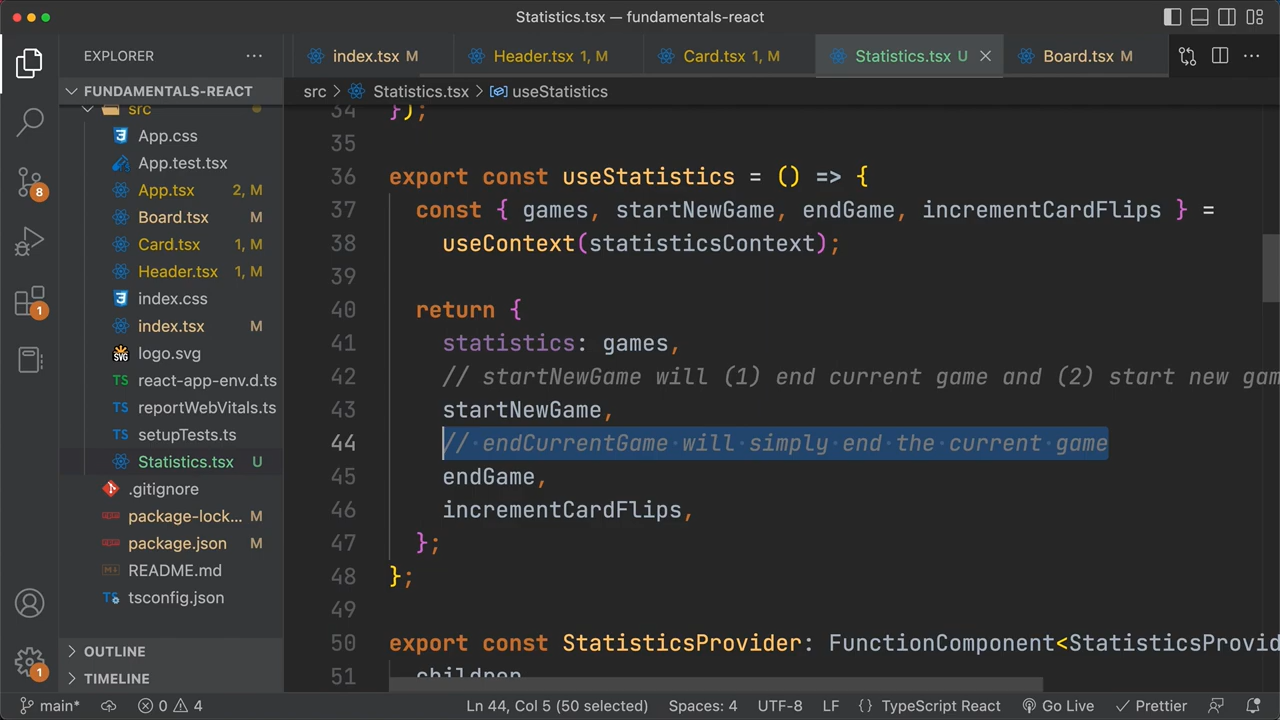 Statistics.tsx — fundamentals-react
EXPLORER
index.tsx M
Header.tsx 1, M
Card.tsx 1, M
Statistics.tsx U
Board.tsx M
FUNDAMENTALS-REACT
src > Statistics.tsx > useStatistics
src
App.css
App.test.tsx
App.tsx 2, M
Board.tsx M
Card.tsx 1, M
Header.tsx 1, M
index.css
index.tsx M
logo.svg
react-app-env.d.ts
reportWebVitals.ts
setupTests.ts
Statistics.tsx U
.gitignore
package-lock... M
package.json M
README.md
tsconfig.json
OUTLINE
TIMELINE
8
1
1
34 });
35
36 export const useStatistics = () => {
37 const { games, startNewGame, endGame, incrementCardFlips } =
38 useContext(statisticsContext);
39
40 return {
41 statistics: games,
42 // startNewGame will (1) end current game and (2) start new gam
43 startNewGame,
44 // endCurrentGame will simply end the current game
45 endGame,
46 incrementCardFlips,
47 };
48 };
49
50 export const StatisticsProvider: FunctionComponent<StatisticsProvid
51 children
main* 0 4 Ln 44, Col 5 (50 selected) Spaces: 4 UTF-8 LF {} TypeScript React Go Live Prettier